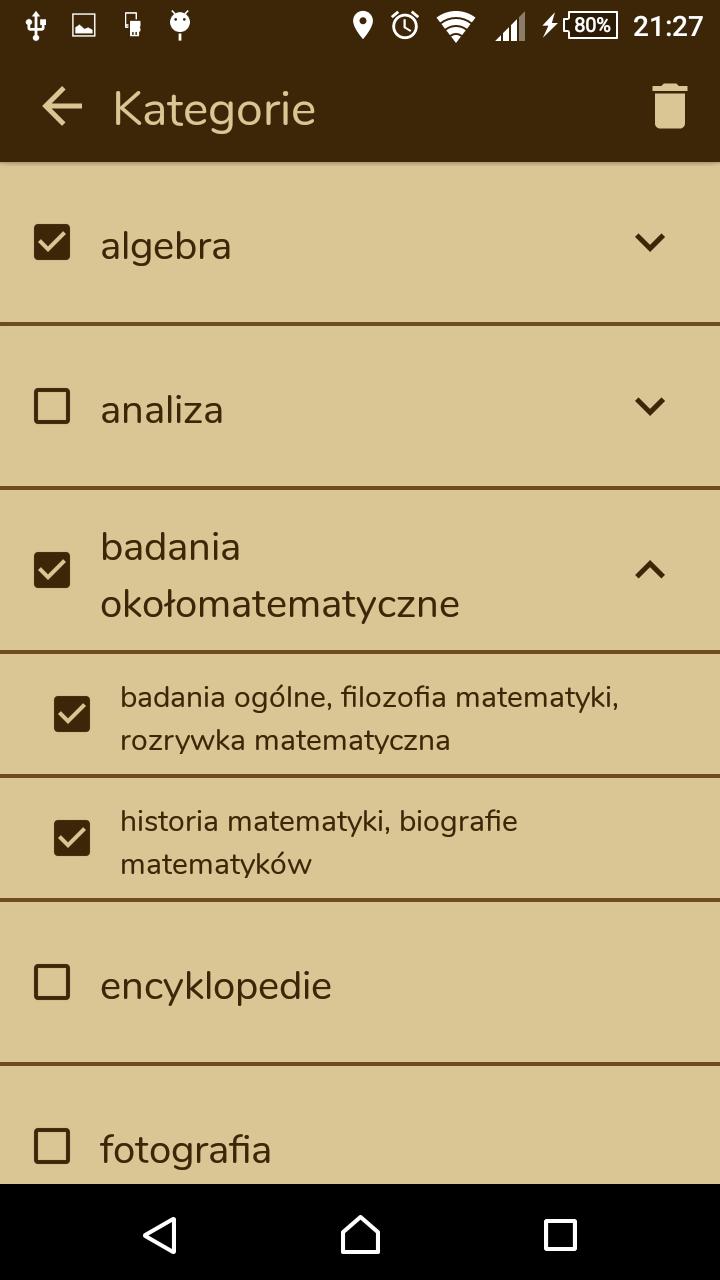 80% 21:27
Kategorie
algebra
analiza
badania
okołomatematyczne
badania ogólne, filozofia matematyki,
rozrywka matematyczna
historia matematyki, biografie
matematyków
encyklopedie
fotografia